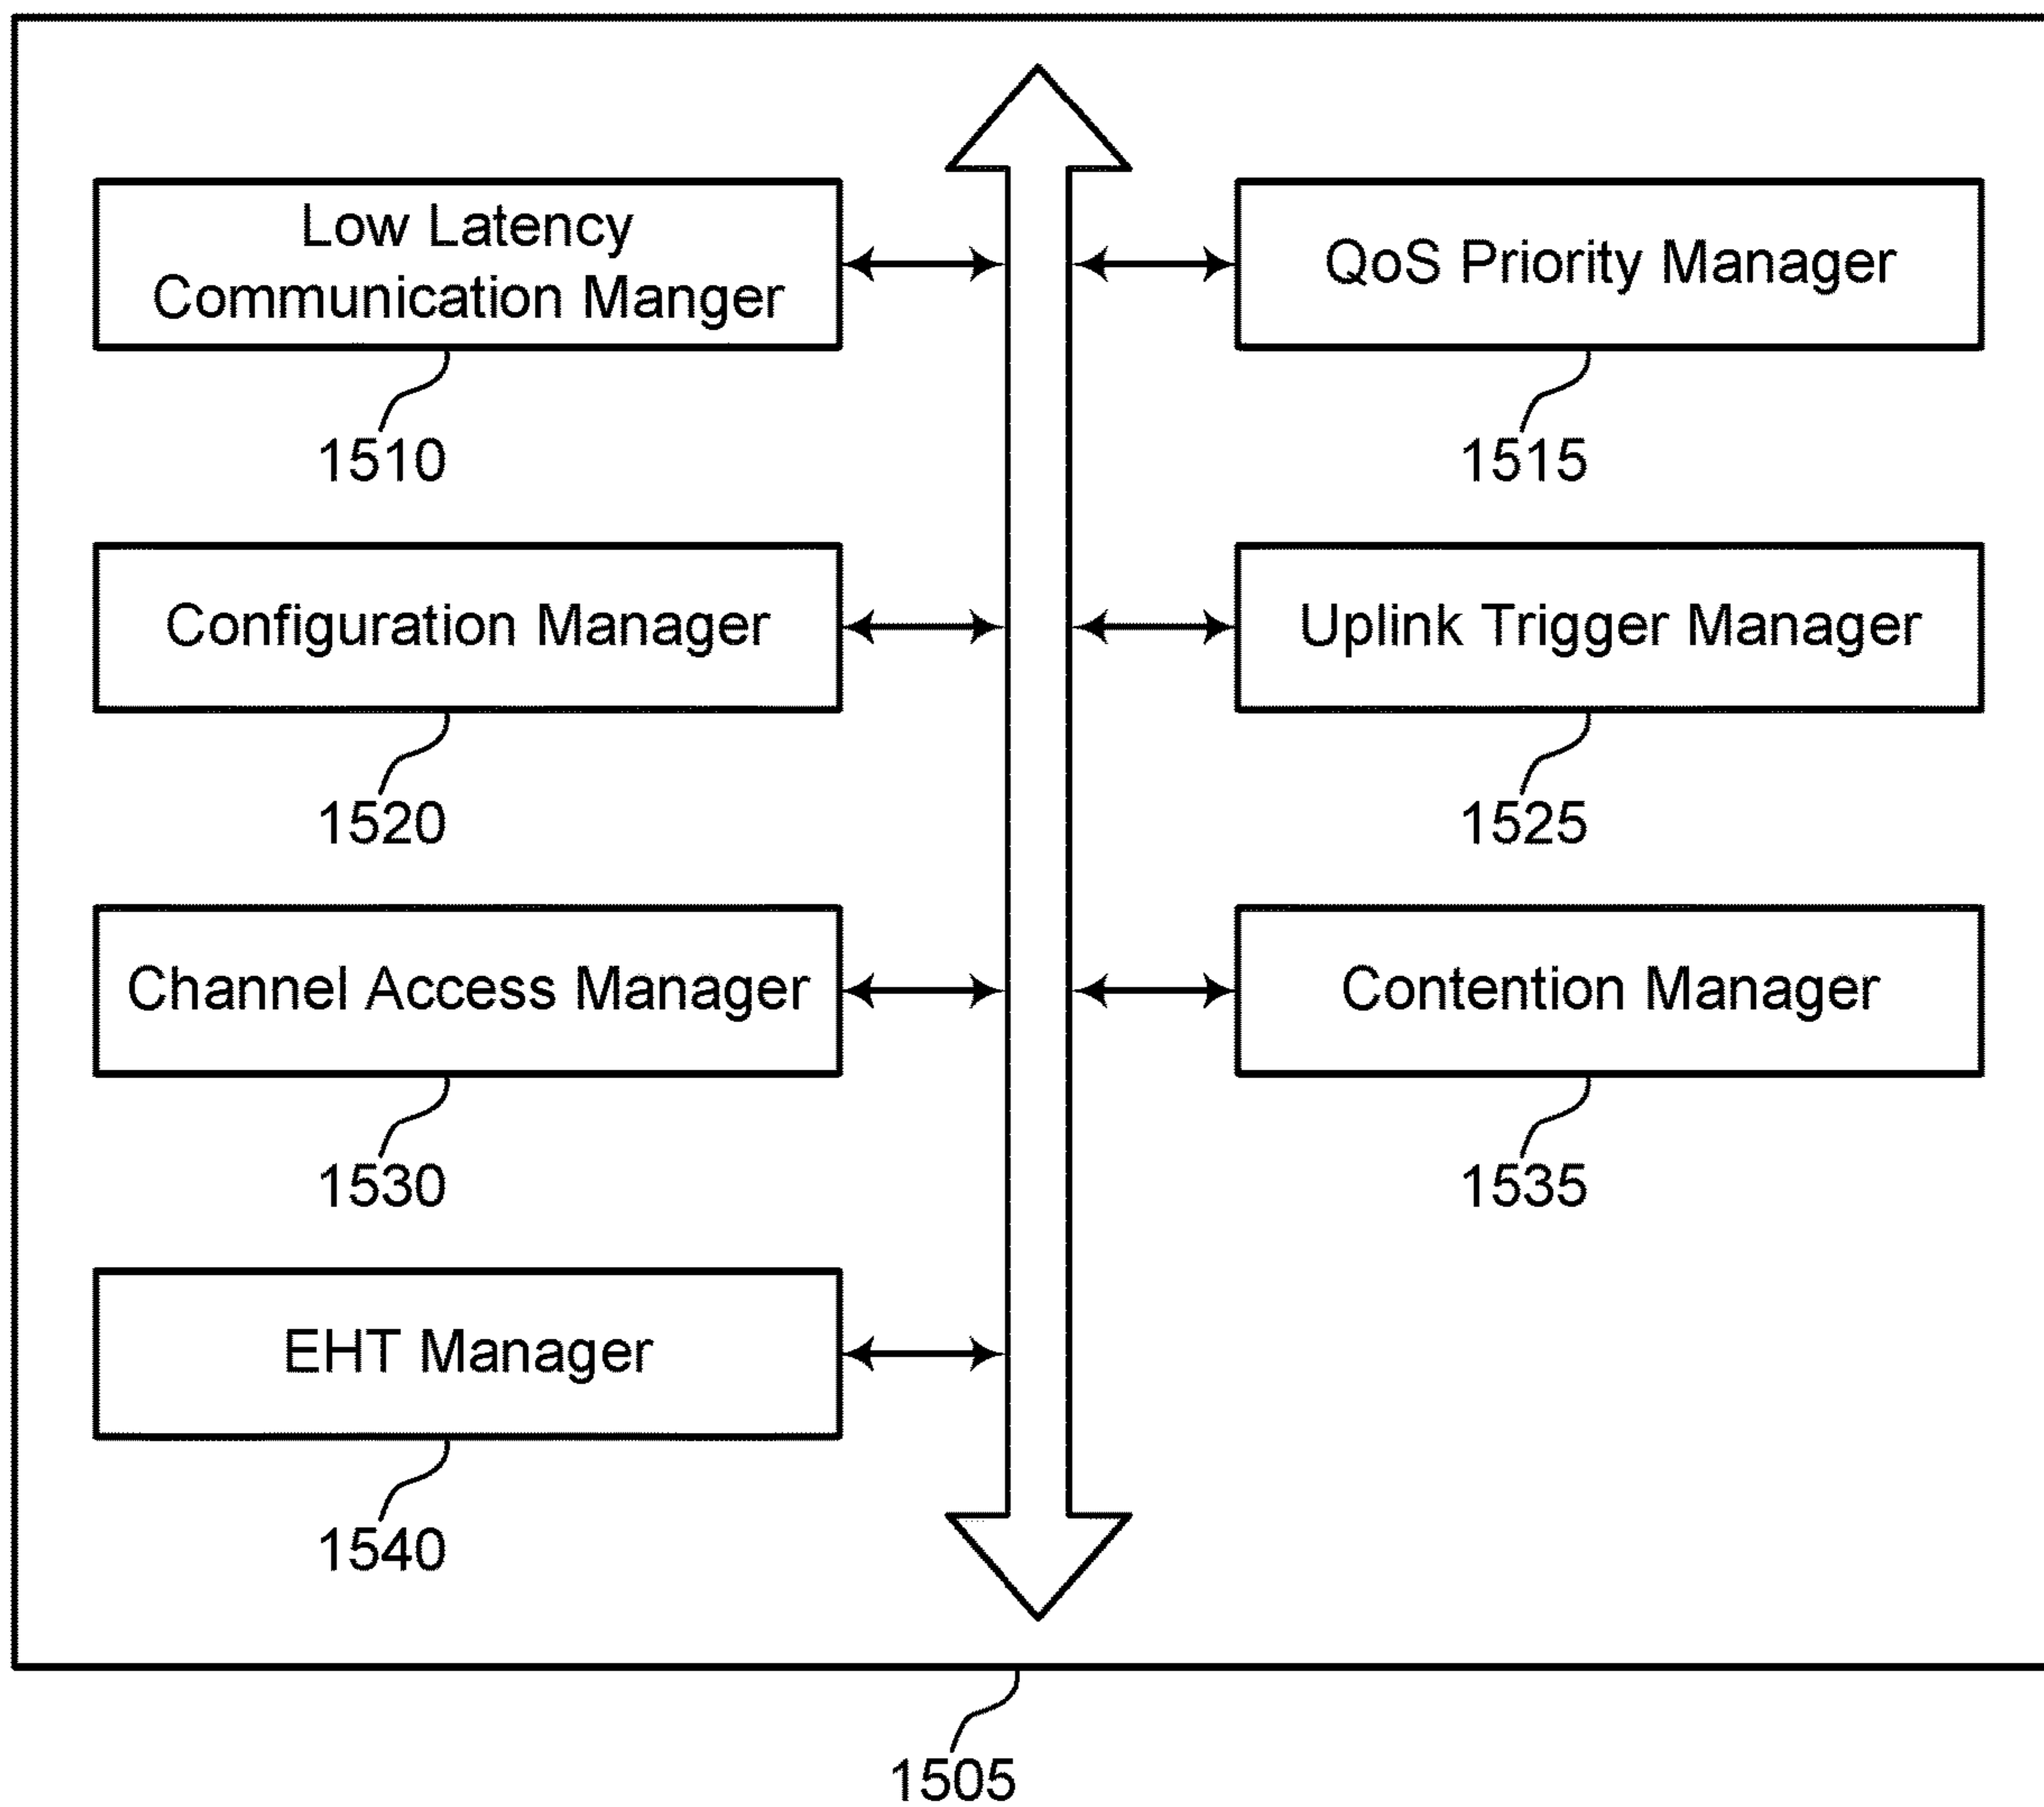 Low Latency
Communication Manger
QoS Priority Manager
1510
1515
Configuration Manager
Uplink Trigger Manager
1520
1525
Channel Access Manager
Contention Manager
1530
1535
EHT Manager
1540
1505